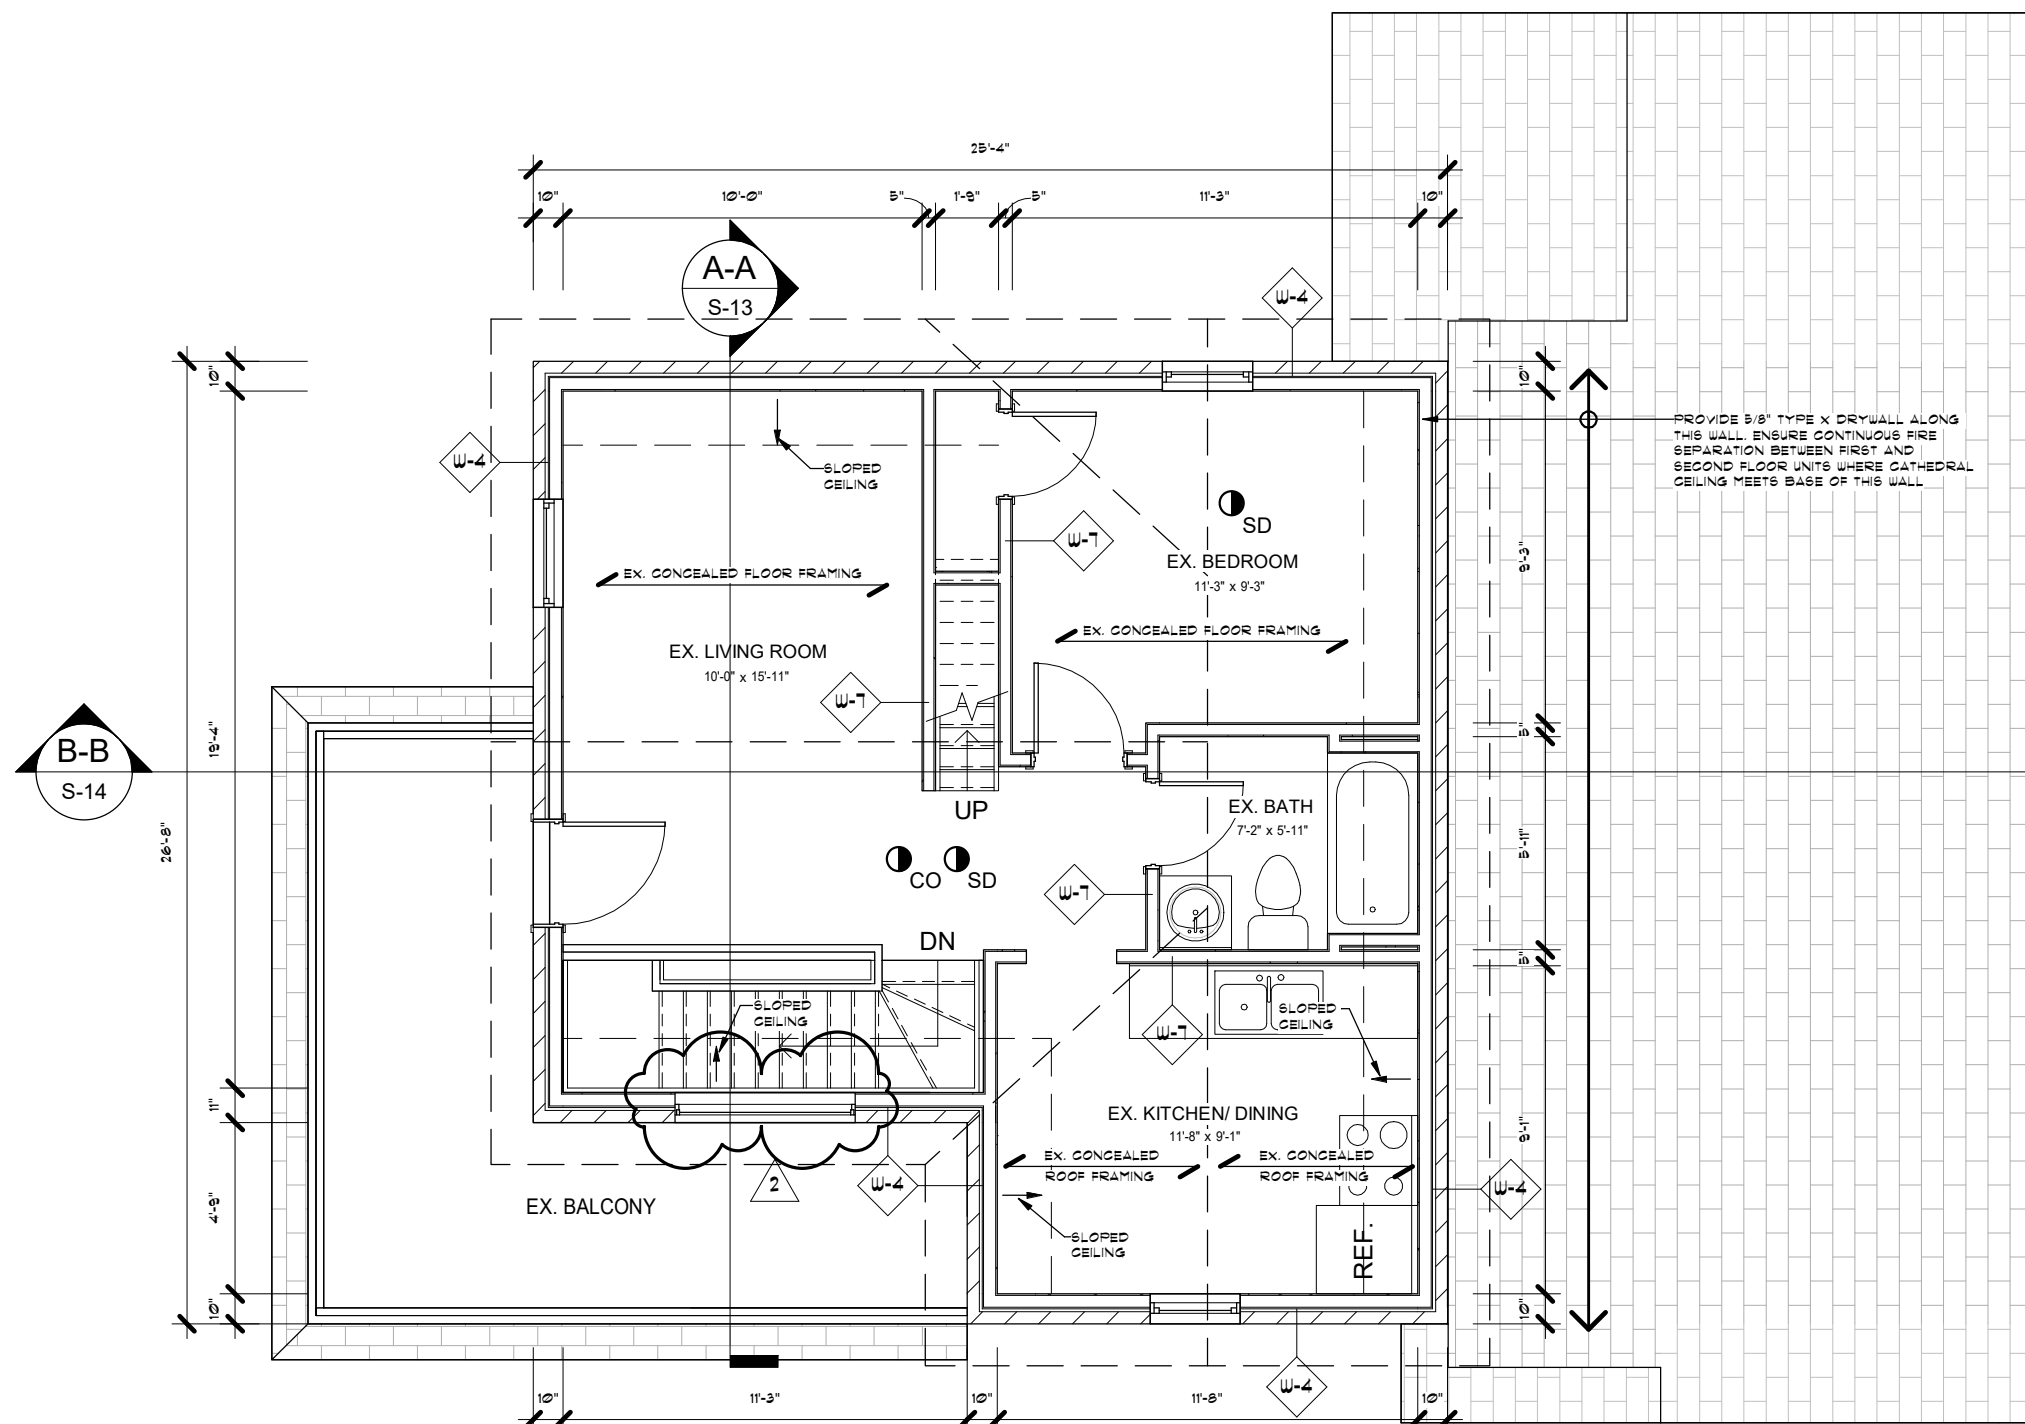 25'-4"
10"
10'-0"
5"
1'-9"
5"
11'-3"
10"
A-A
S-13
W-4
10"
10"
PROVIDE 5/8" TYPE X DRYWALL ALONG
THIS WALL. ENSURE CONTINUOUS FIRE
SEPARATION BETWEEN FIRST AND
SECOND FLOOR UNITS WHERE CATHEDRAL
CEILING MEETS BASE OF THIS WALL
W-4
SLOPED
CEILING
SD
W-7
EX. BEDROOM
11'-3" x 9'-3"
9'-3"
EX. CONCEALED FLOOR FRAMING
EX. CONCEALED FLOOR FRAMING
EX. LIVING ROOM
10'-0" x 15'-11"
W-7
19'-4"
5"
B-B
S-14
UP
EX. BATH
7'-2" x 5'-11"
26'-8"
5'-11"
CO
SD
W-7
DN
5"
SLOPED
CEILING
SLOPED
CEILING
W-7
11"
EX. KITCHEN/ DINING
11'-8" x 9'-1"
9'-1"
EX. CONCEALED
ROOF FRAMING
EX. CONCEALED
ROOF FRAMING
2
W-4
W-4
EX. BALCONY
4'-9"
SLOPED
CEILING
REF.
10"
10"
10"
11'-3"
10"
11'-8"
W-4
10"